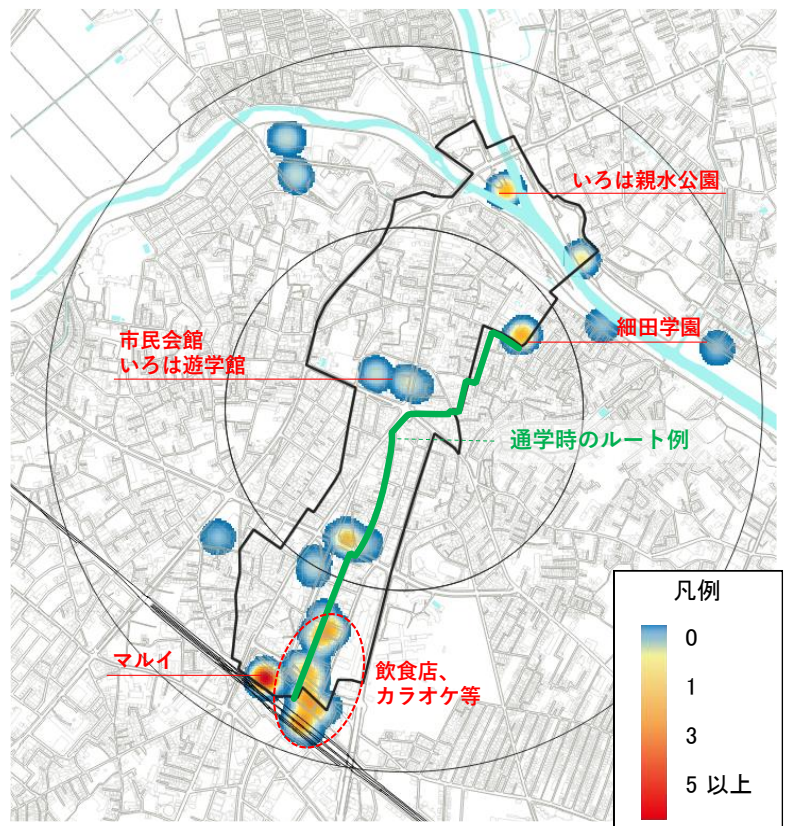 いろは親水公園
細田学園
市民会館
いろは遊学館
通学時のルート例
マルイ
飲食店、
カラオケ等
凡例
0
1
3
5 以上